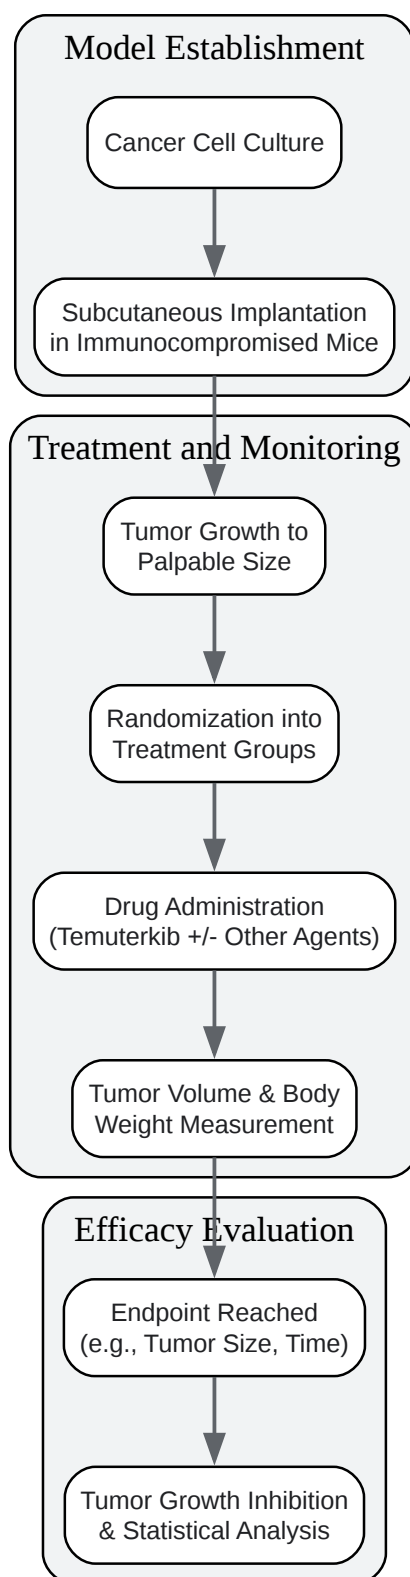 Model Establishment
Cancer Cell Culture
Subcutaneous Implantation
in Immunocompromised Mice
Treatment and Monitoring
Tumor Growth to
Palpable Size
Randomization into
Treatment Groups
Drug Administration
(Temuterkib +/- Other Agents)
Tumor Volume & Body
Weight Measurement
Efficacy Evaluation
Endpoint Reached
(e.g., Tumor Size, Time)
Tumor Growth Inhibition
& Statistical Analysis